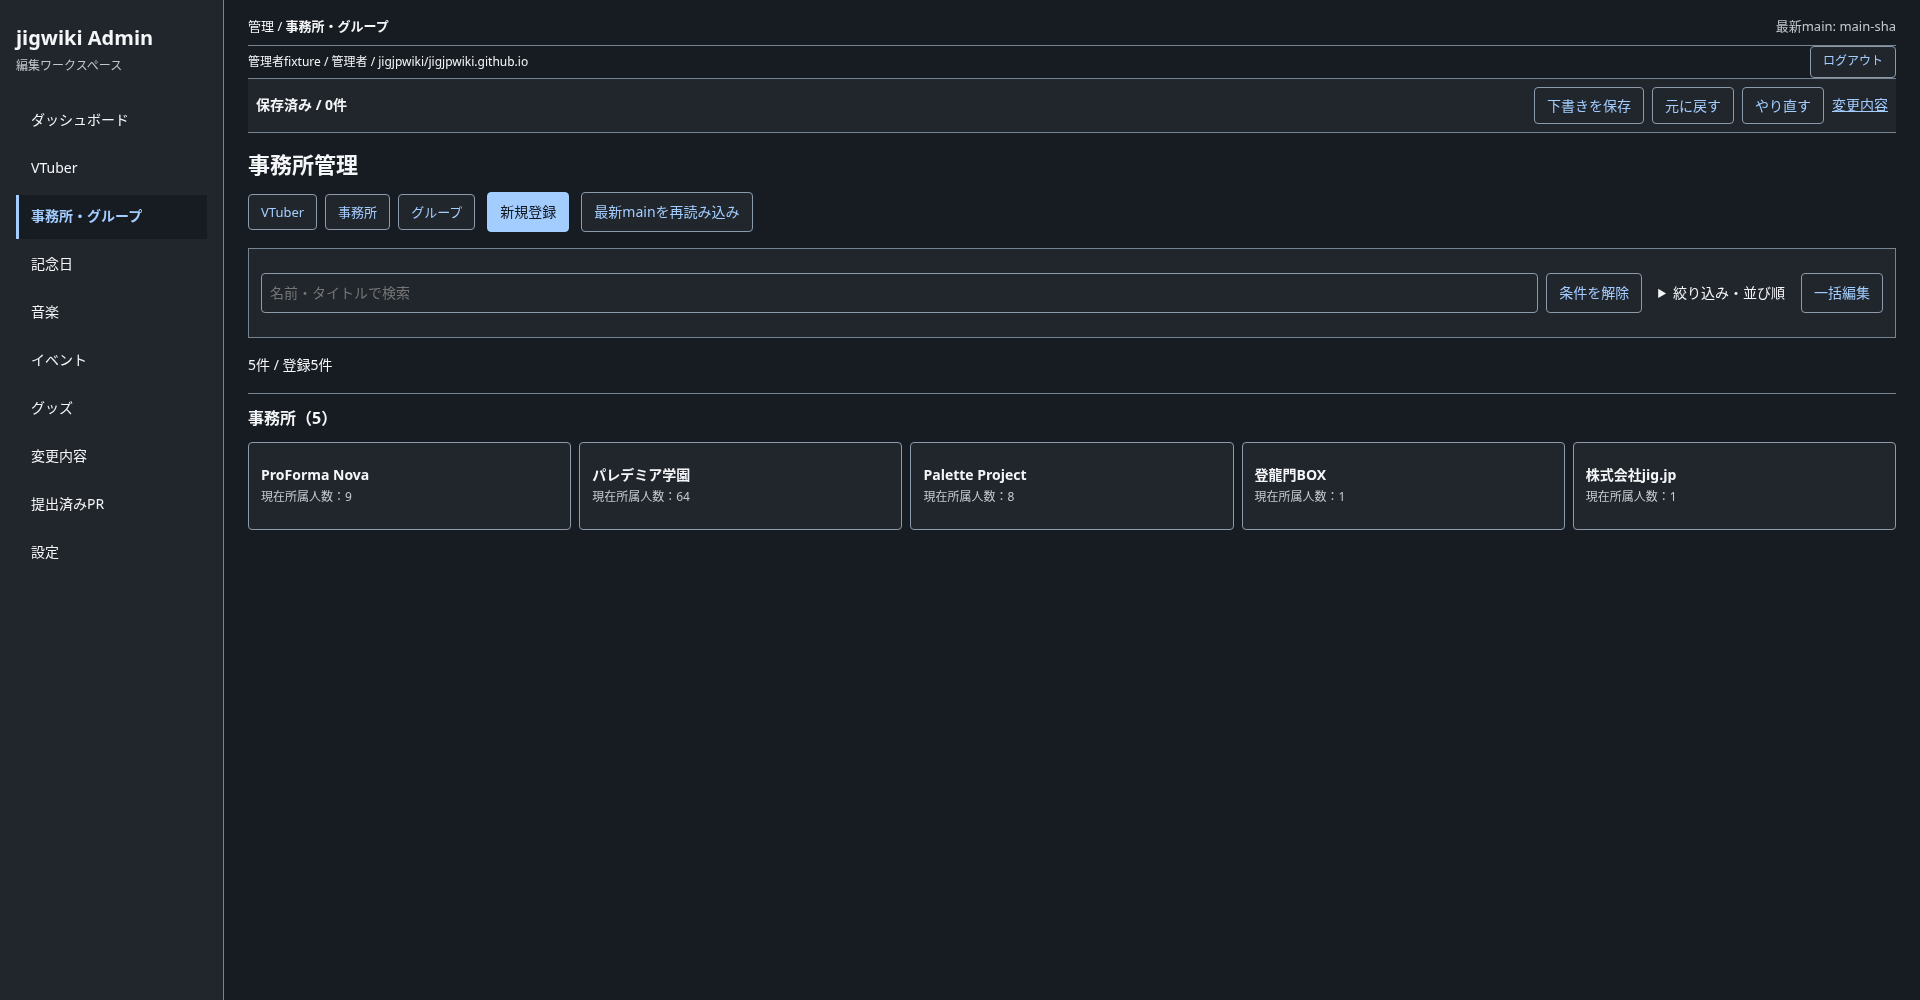 jigwiki Admin
編集ワークスペース
ダッシュボード
VTuber
事務所・グループ
記念日
音楽
イベント
グッズ
変更内容
提出済みPR
設定
管理 / 事務所・グループ
最新main: main-sha
管理者fixture / 管理者 / jigjpwiki/jigjpwiki.github.io
ログアウト
保存済み / 0件
下書きを保存
元に戻す
やり直す
変更内容
事務所管理
VTuber
事務所
グループ
新規登録
最新mainを再読み込み
名前・タイトルで検索
条件を解除
▶ 絞り込み・並び順
一括編集
5件 / 登録5件
事務所（5）
ProForma Nova
現在所属人数：9
パレデミア学園
現在所属人数：64
Palette Project
現在所属人数：8
登龍門BOX
現在所属人数：1
株式会社jig.jp
現在所属人数：1